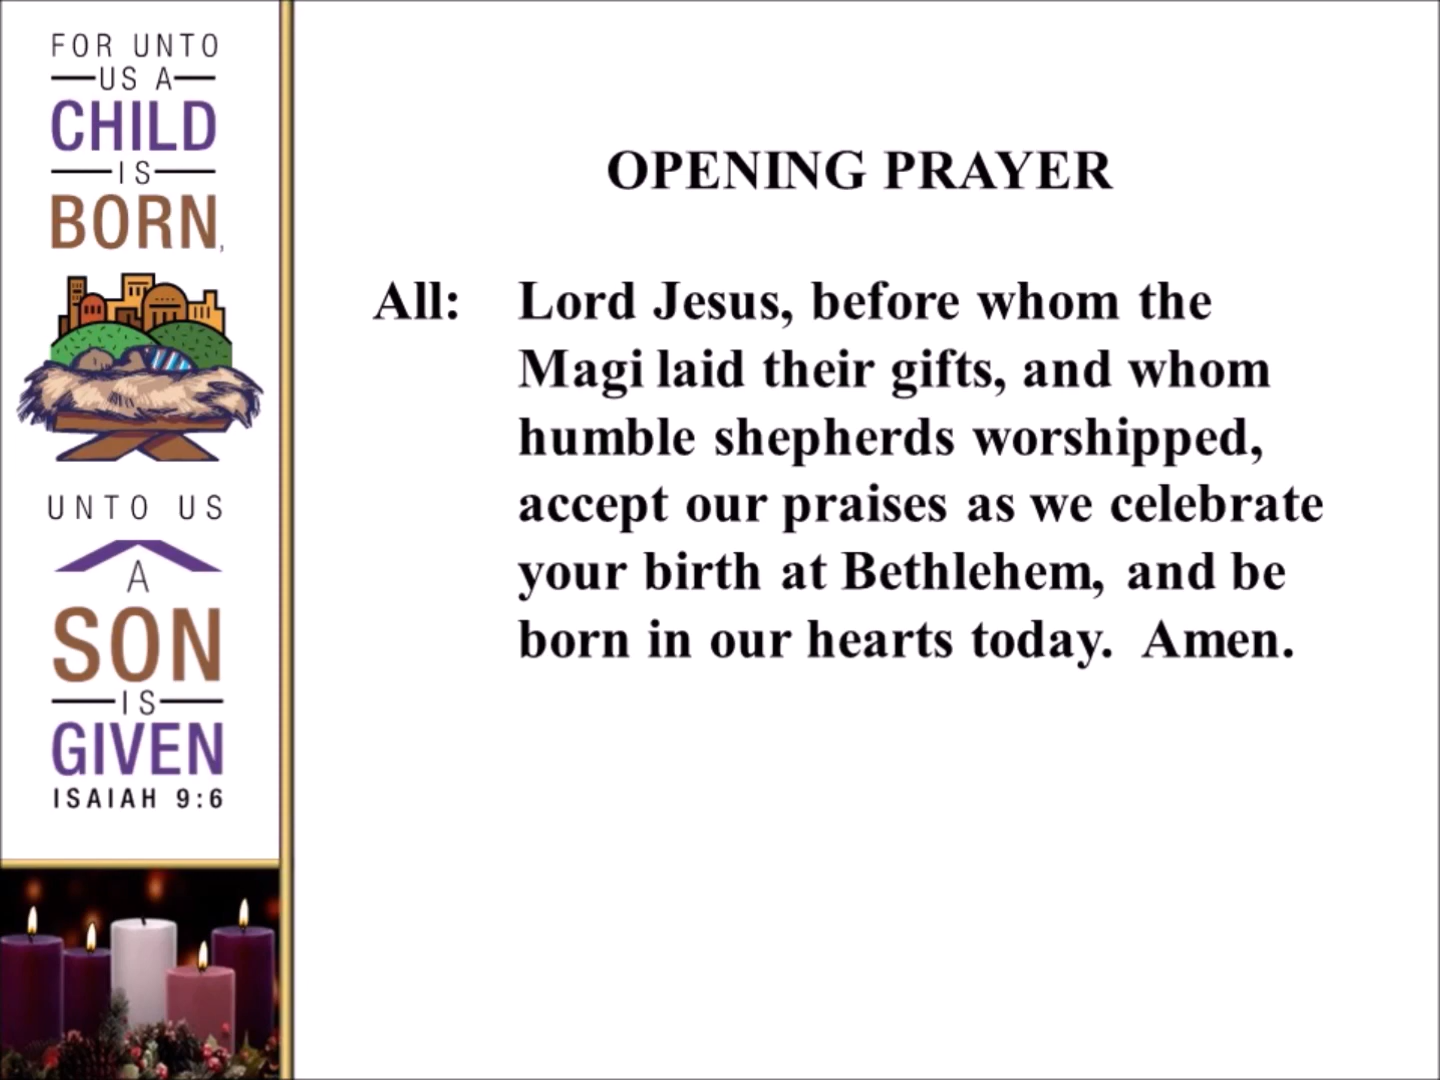 FOR UNTO
US A
CHILD
IS
BORN,
UNTO US
A
SON
IS
GIVEN
ISAIAH 9:6
OPENING PRAYER
All: Lord Jesus, before whom the
Magi laid their gifts, and whom
humble shepherds worshipped,
accept our praises as we celebrate
your birth at Bethlehem, and be
born in our hearts today. Amen.